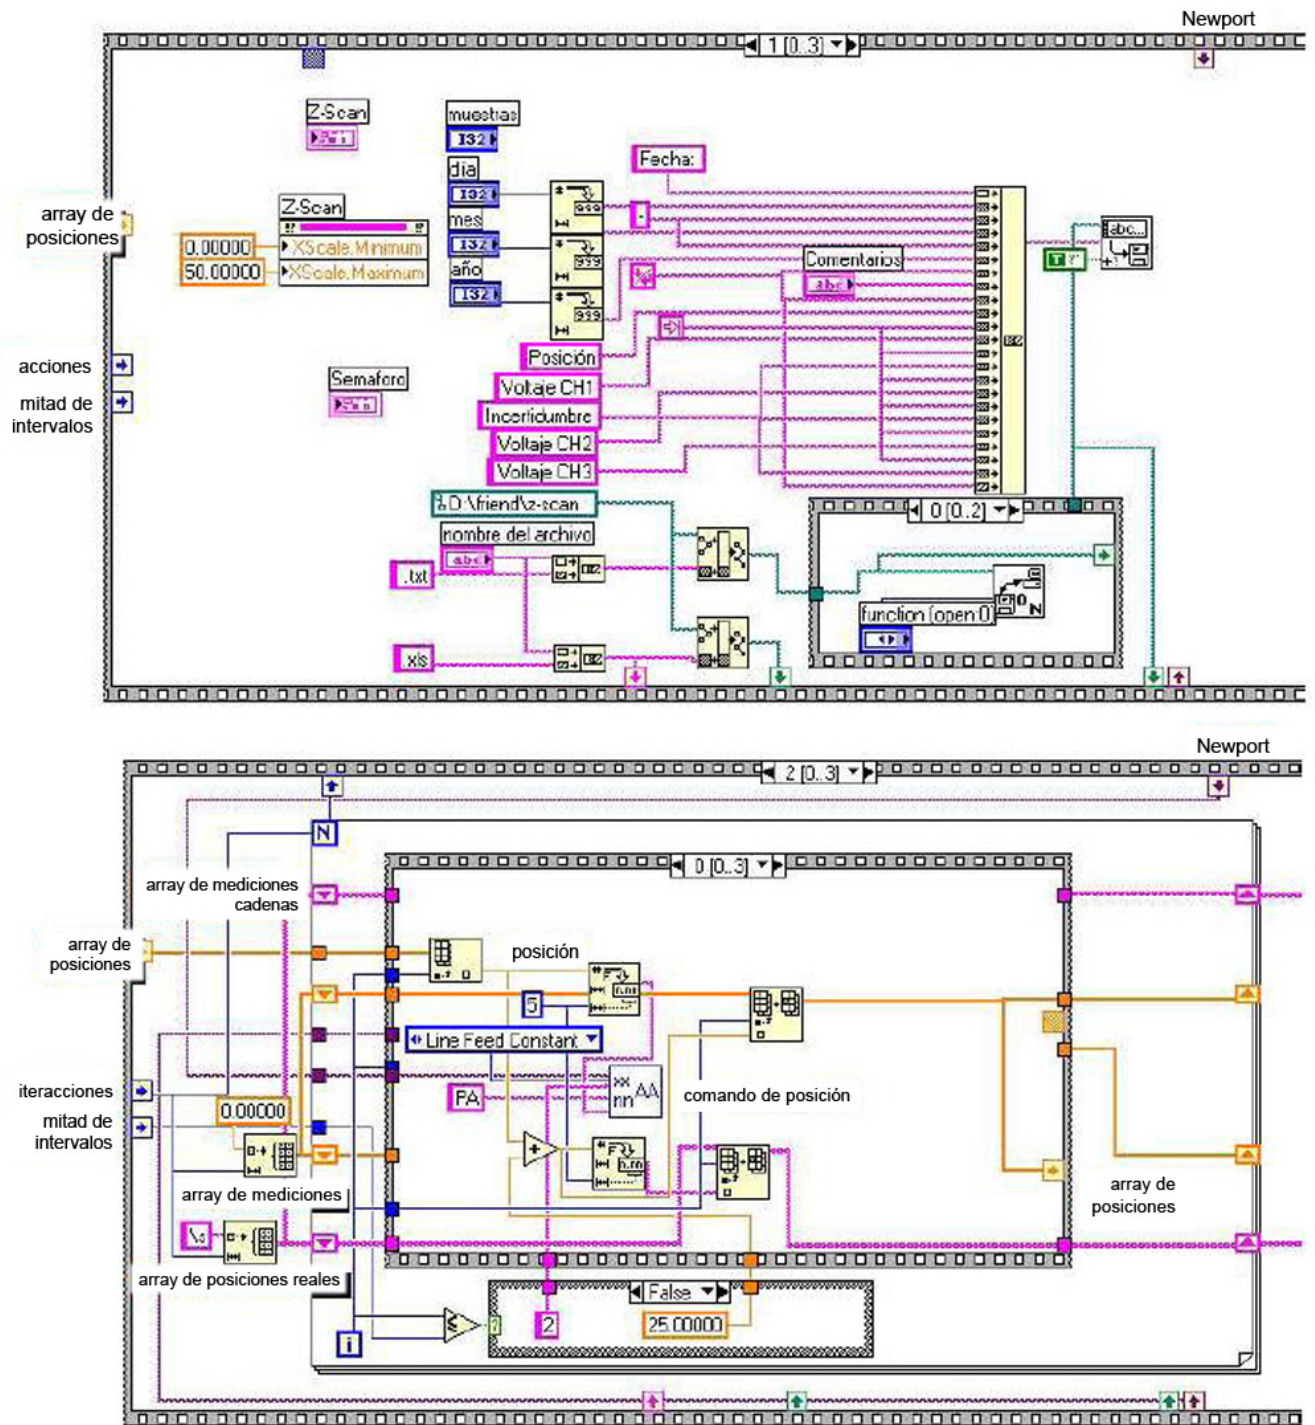 Newport
1 [0..3]
Z-Scan
muestras
I32
Fecha:
dia
I32
mes
I32
año
I32
array de
posiciones
Z-Scan
0.00000
XScale.Minimum
50.00000
XScale.Maximum
-
Comentarios
abc
abc...
T
acciones
mitad de
intervalos
Semaforo
Posición
Voltaje CH1
Incertidumbre
Voltaje CH2
Voltaje CH3
D:\friend\z-scan
0 [0..2]
nombre del archivo
abc
.txt
function (open:0)
.xls
Newport
2 [0..3]
N
0 [0..3]
array de mediciones
cadenas
array de
posiciones
posición
5
Line Feed Constant
PA
xx
nn AA
comando de posición
iteracciones
mitad de
intervalos
0.00000
+
array de mediciones
array de
posiciones
\s
array de posiciones reales
False
2
25.00000
i